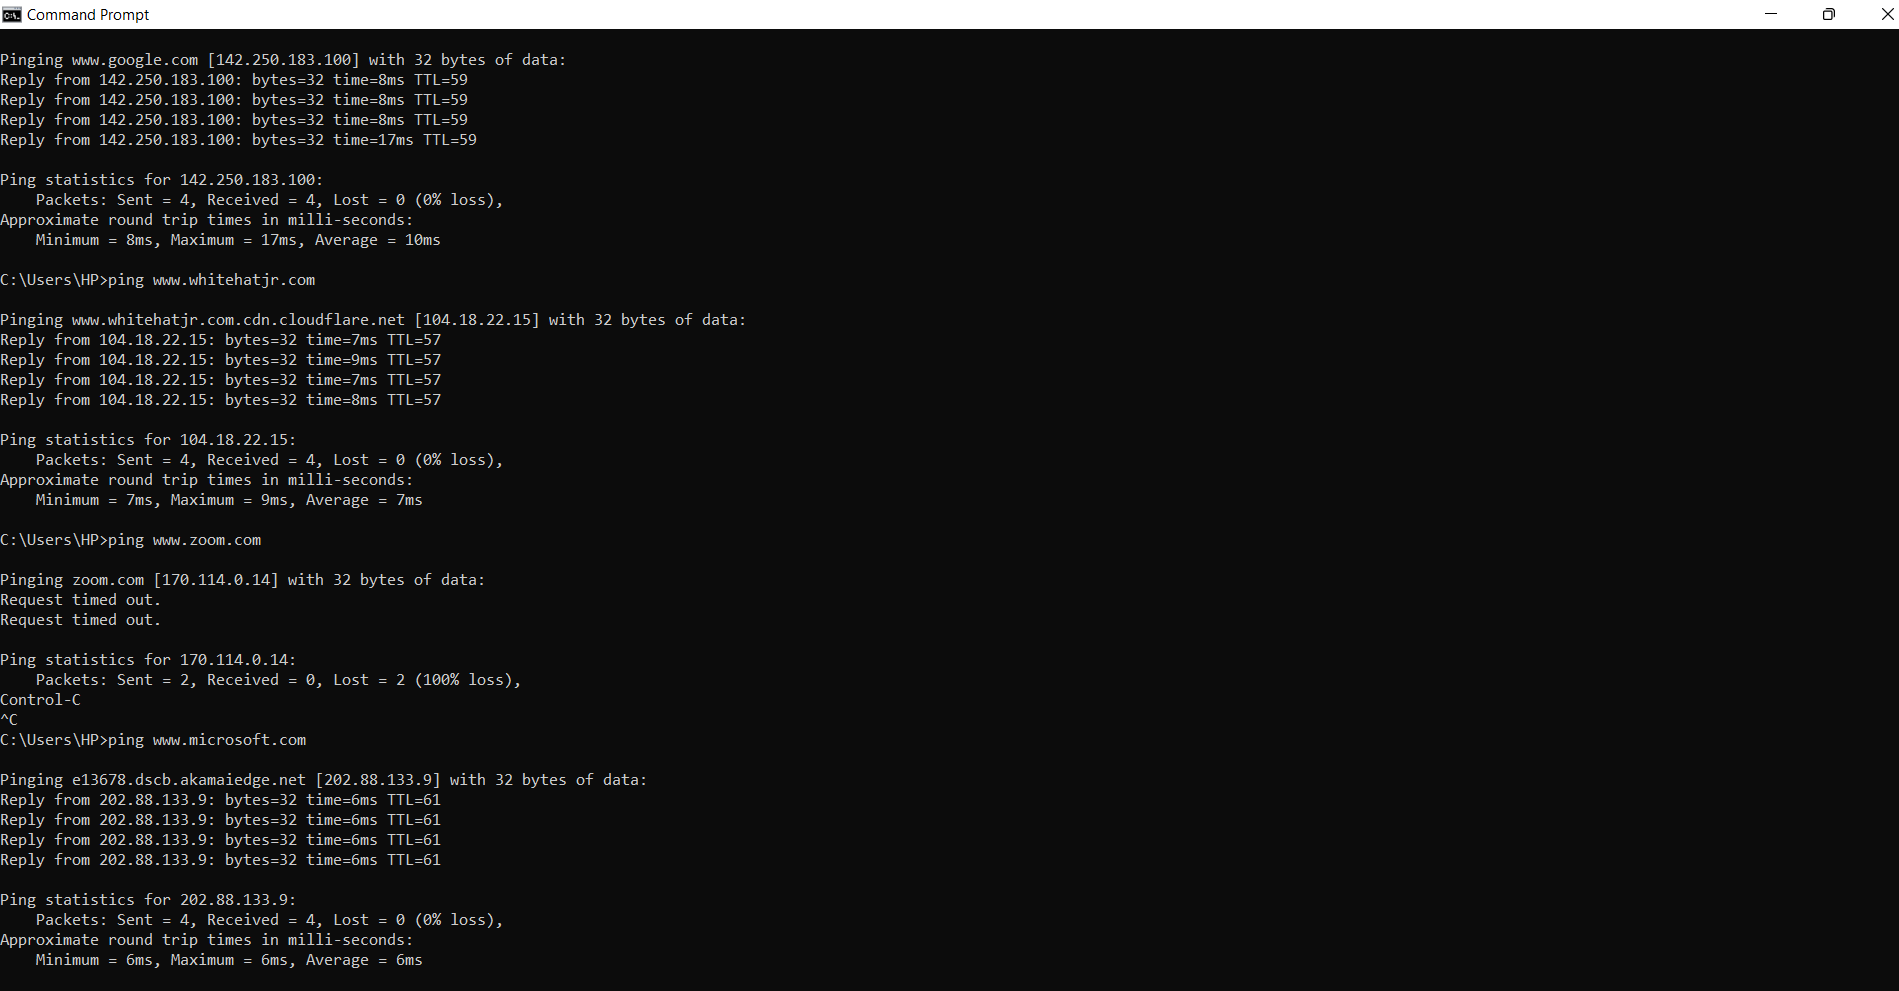 Command Prompt
Pinging www.google.com [142.250.183.100] with 32 bytes of data:
Reply from 142.250.183.100: bytes=32 time=8ms TTL=59
Reply from 142.250.183.100: bytes=32 time=8ms TTL=59
Reply from 142.250.183.100: bytes=32 time=8ms TTL=59
Reply from 142.250.183.100: bytes=32 time=17ms TTL=59
Ping statistics for 142.250.183.100:
    Packets: Sent = 4, Received = 4, Lost = 0 (0% loss),
Approximate round trip times in milli-seconds:
    Minimum = 8ms, Maximum = 17ms, Average = 10ms
C:\Users\HP>ping www.whitehatjr.com
Pinging www.whitehatjr.com.cdn.cloudflare.net [104.18.22.15] with 32 bytes of data:
Reply from 104.18.22.15: bytes=32 time=7ms TTL=57
Reply from 104.18.22.15: bytes=32 time=9ms TTL=57
Reply from 104.18.22.15: bytes=32 time=7ms TTL=57
Reply from 104.18.22.15: bytes=32 time=8ms TTL=57
Ping statistics for 104.18.22.15:
    Packets: Sent = 4, Received = 4, Lost = 0 (0% loss),
Approximate round trip times in milli-seconds:
    Minimum = 7ms, Maximum = 9ms, Average = 7ms
C:\Users\HP>ping www.zoom.com
Pinging zoom.com [170.114.0.14] with 32 bytes of data:
Request timed out.
Request timed out.
Ping statistics for 170.114.0.14:
    Packets: Sent = 2, Received = 0, Lost = 2 (100% loss),
Control-C
^C
C:\Users\HP>ping www.microsoft.com
Pinging e13678.dscb.akamaiedge.net [202.88.133.9] with 32 bytes of data:
Reply from 202.88.133.9: bytes=32 time=6ms TTL=61
Reply from 202.88.133.9: bytes=32 time=6ms TTL=61
Reply from 202.88.133.9: bytes=32 time=6ms TTL=61
Reply from 202.88.133.9: bytes=32 time=6ms TTL=61
Ping statistics for 202.88.133.9:
    Packets: Sent = 4, Received = 4, Lost = 0 (0% loss),
Approximate round trip times in milli-seconds:
    Minimum = 6ms, Maximum = 6ms, Average = 6ms